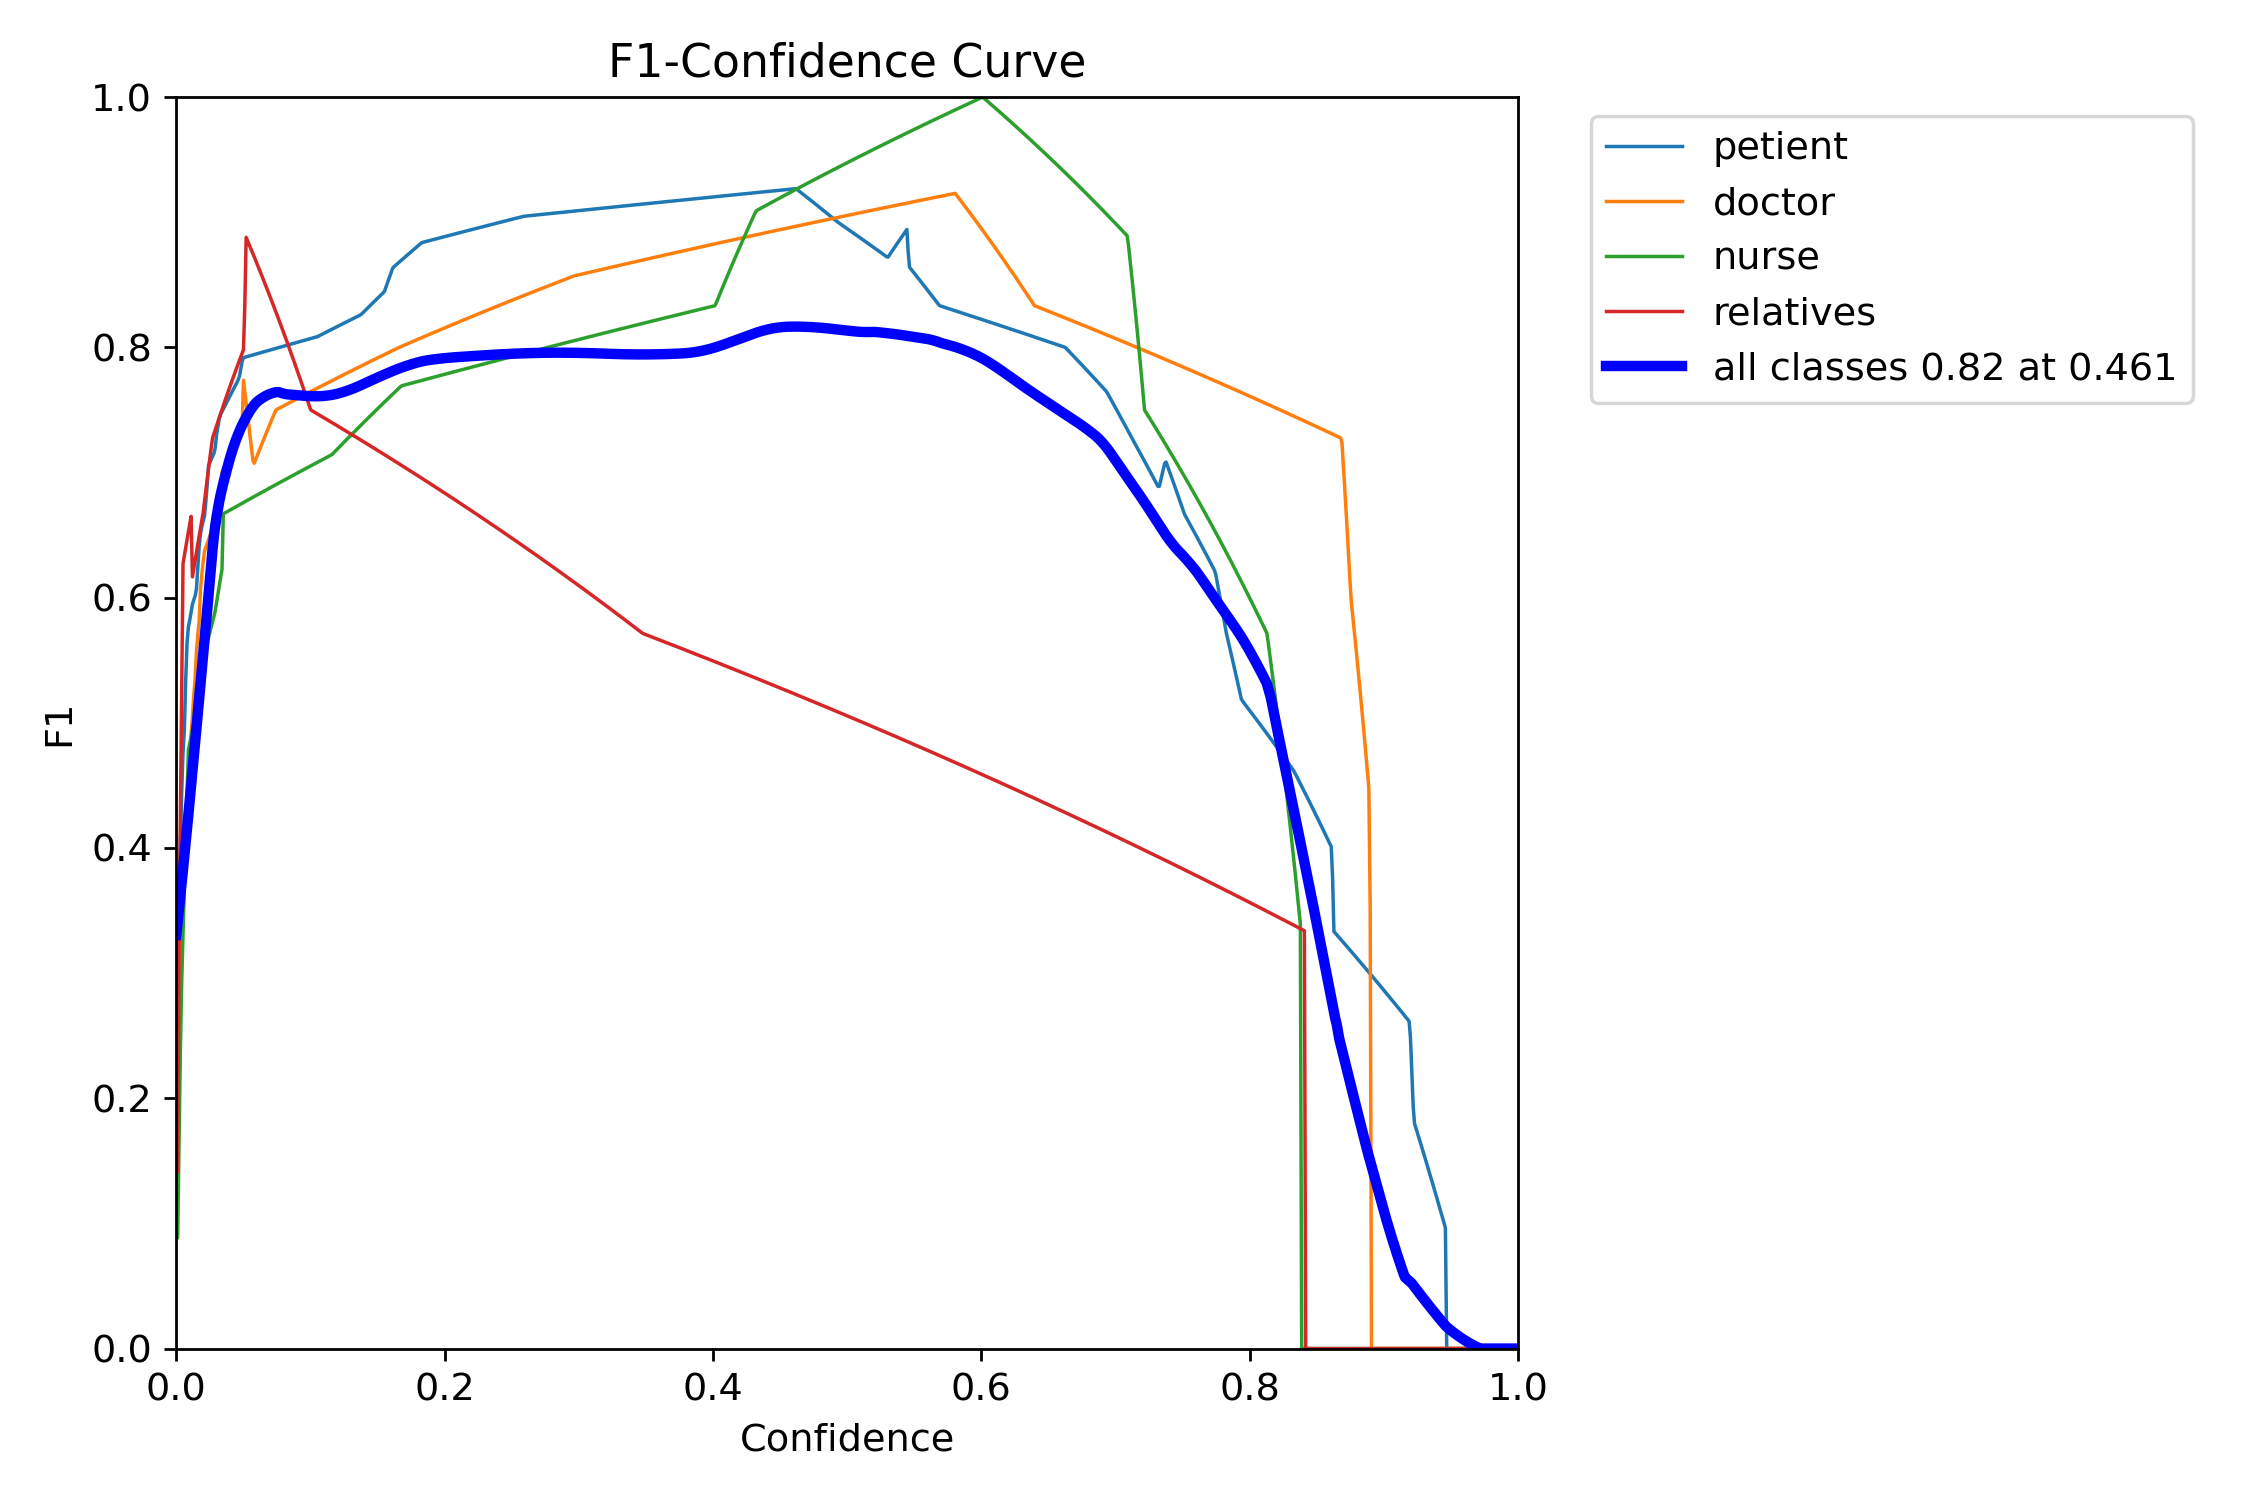 F1-Confidence Curve
1.0
0.8
0.6
0.4
0.2
0.0
F1
0.0 0.2 0.4 0.6 0.8 1.0
Confidence
petient
doctor
nurse
relatives
all classes 0.82 at 0.461